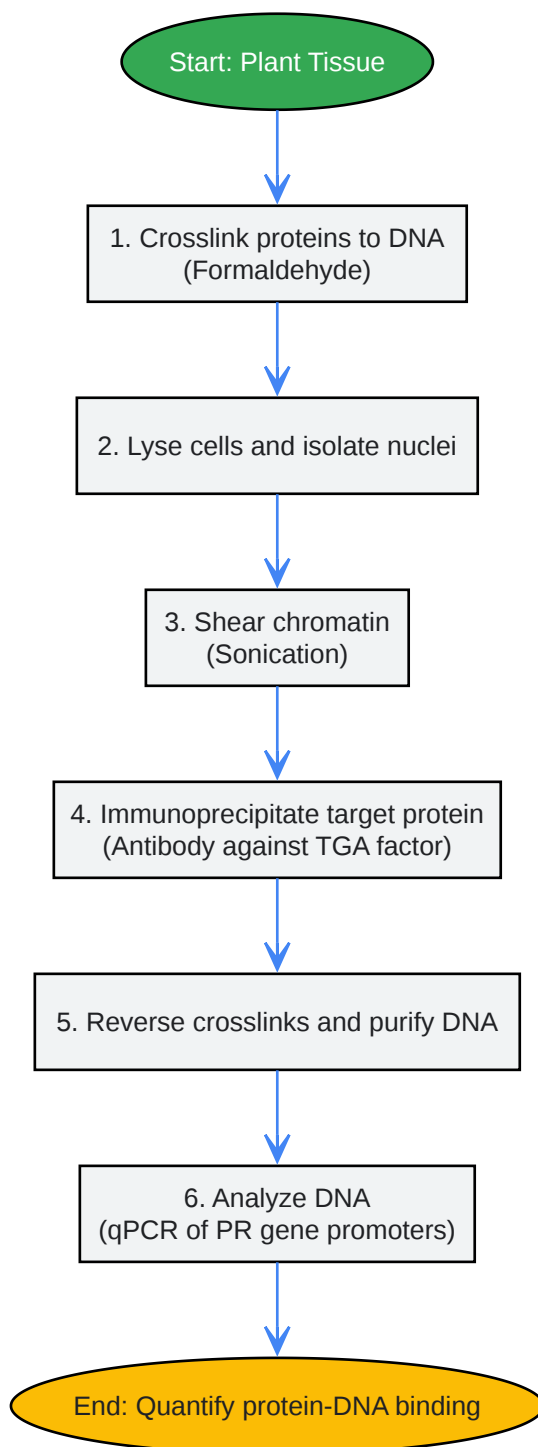 Start: Plant Tissue
1. Crosslink proteins to DNA
(Formaldehyde)
2. Lyse cells and isolate nuclei
3. Shear chromatin
(Sonication)
4. Immunoprecipitate target protein
(Antibody against TGA factor)
5. Reverse crosslinks and purify DNA
6. Analyze DNA
(qPCR of PR gene promoters)
End: Quantify protein-DNA binding